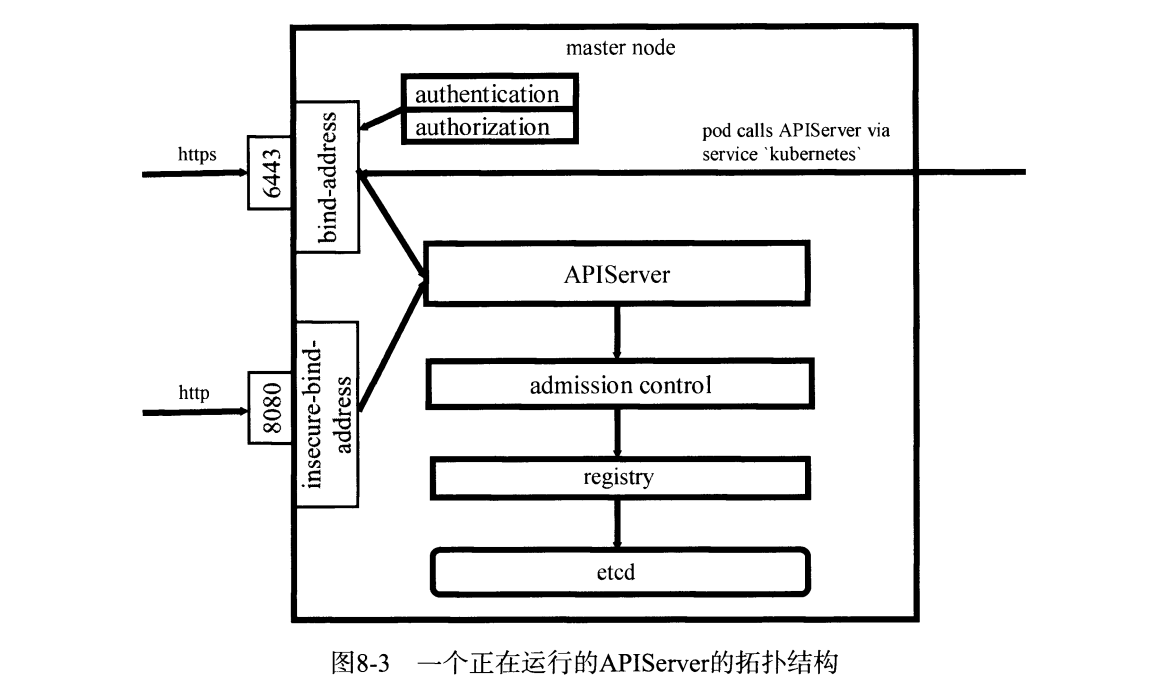 master node
authentication
authorization
pod calls APIServer via
service `kubernetes`
https
6443
bind-address
APIServer
http
8080
insecure-bind-
address
admission control
registry
etcd
图8-3 一个正在运行的APIServer的拓扑结构